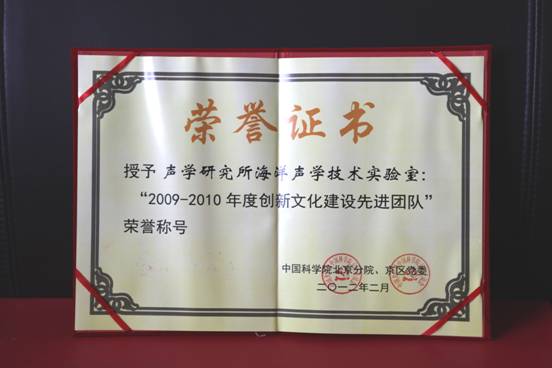 荣誉证书
授予 声学研究所海洋声学技术实验室：
“2009-2010 年度创新文化建设先进团队”
荣誉称号
中国科学院北京分院、京区党委
二〇一二年二月